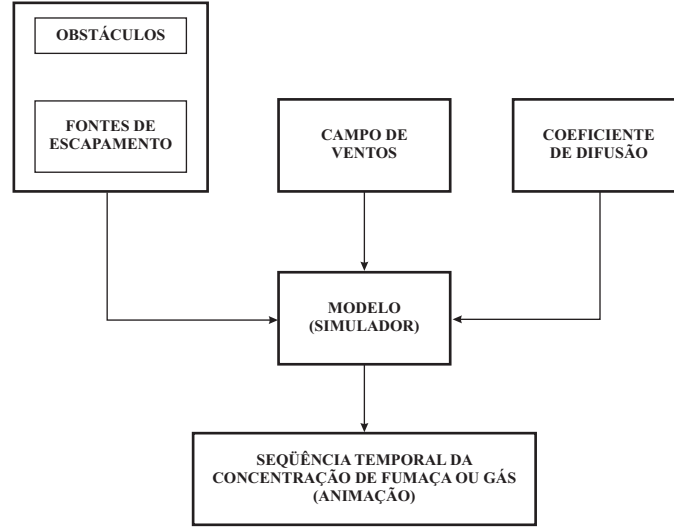 OBSTÁCULOS
FONTES DE
ESCAPAMENTO
CAMPO DE
VENTOS
COEFICIENTE
DE DIFUSÃO
MODELO
(SIMULADOR)
SEQÜÊNCIA TEMPORAL DA
CONCENTRAÇÃO DE FUMAÇA OU GÁS
(ANIMAÇÃO)